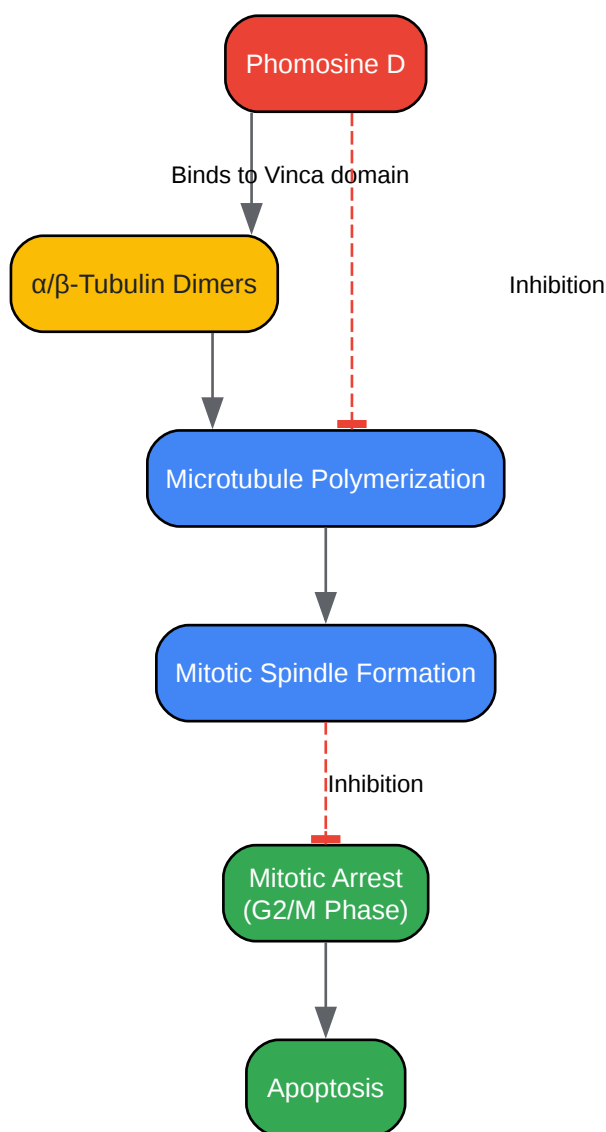 Phomosine D
Binds to Vinca domain
α/β-Tubulin Dimers
Inhibition
Microtubule Polymerization
Mitotic Spindle Formation
Inhibition
Mitotic Arrest
(G2/M Phase)
Apoptosis